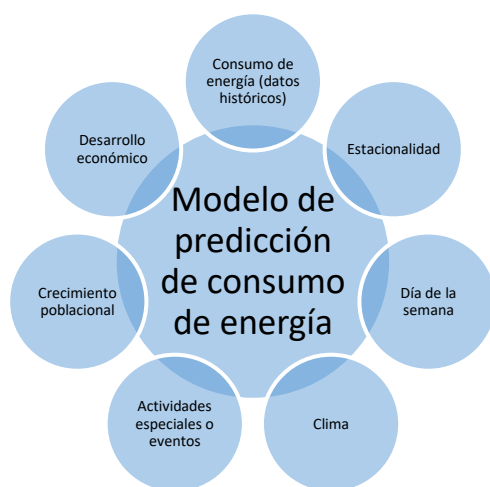 Consumo de
energía (datos
históricos)
Estacionalidad
Día de la
semana
Clima
Actividades
especiales o
eventos
Crecimiento
poblacional
Desarrollo
económico
Modelo de
predicción
de consumo
de energía